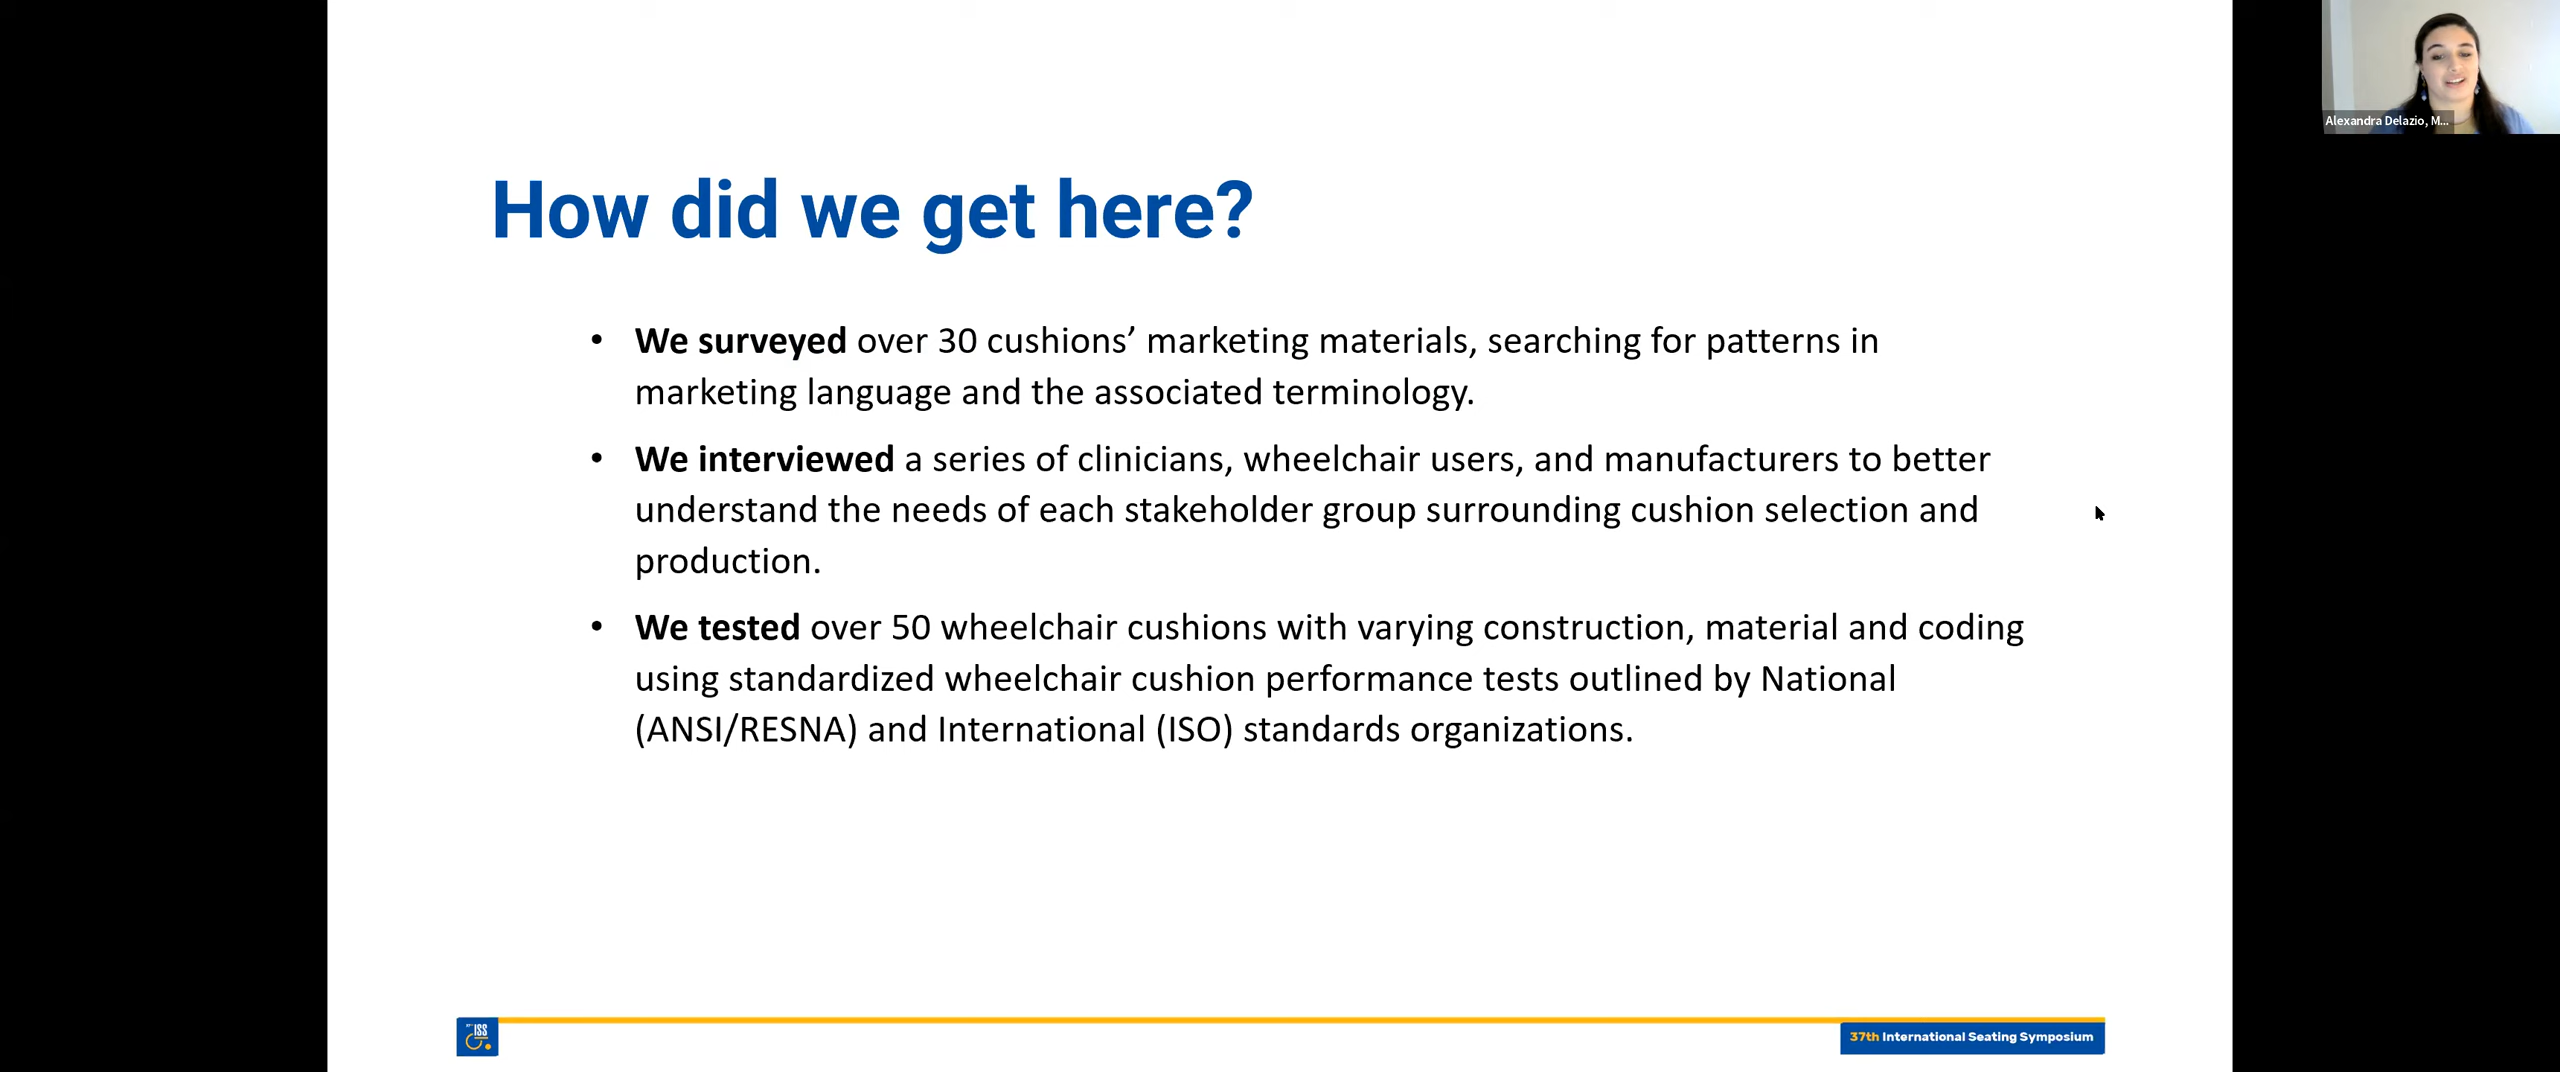 Alexandra Delazio, M...
How did we get here?
• We surveyed over 30 cushions’ marketing materials, searching for patterns in
marketing language and the associated terminology.
• We interviewed a series of clinicians, wheelchair users, and manufacturers to better
understand the needs of each stakeholder group surrounding cushion selection and
production.
• We tested over 50 wheelchair cushions with varying construction, material and coding
using standardized wheelchair cushion performance tests outlined by National
(ANSI/RESNA) and International (ISO) standards organizations.
ISS
37th International Seating Symposium